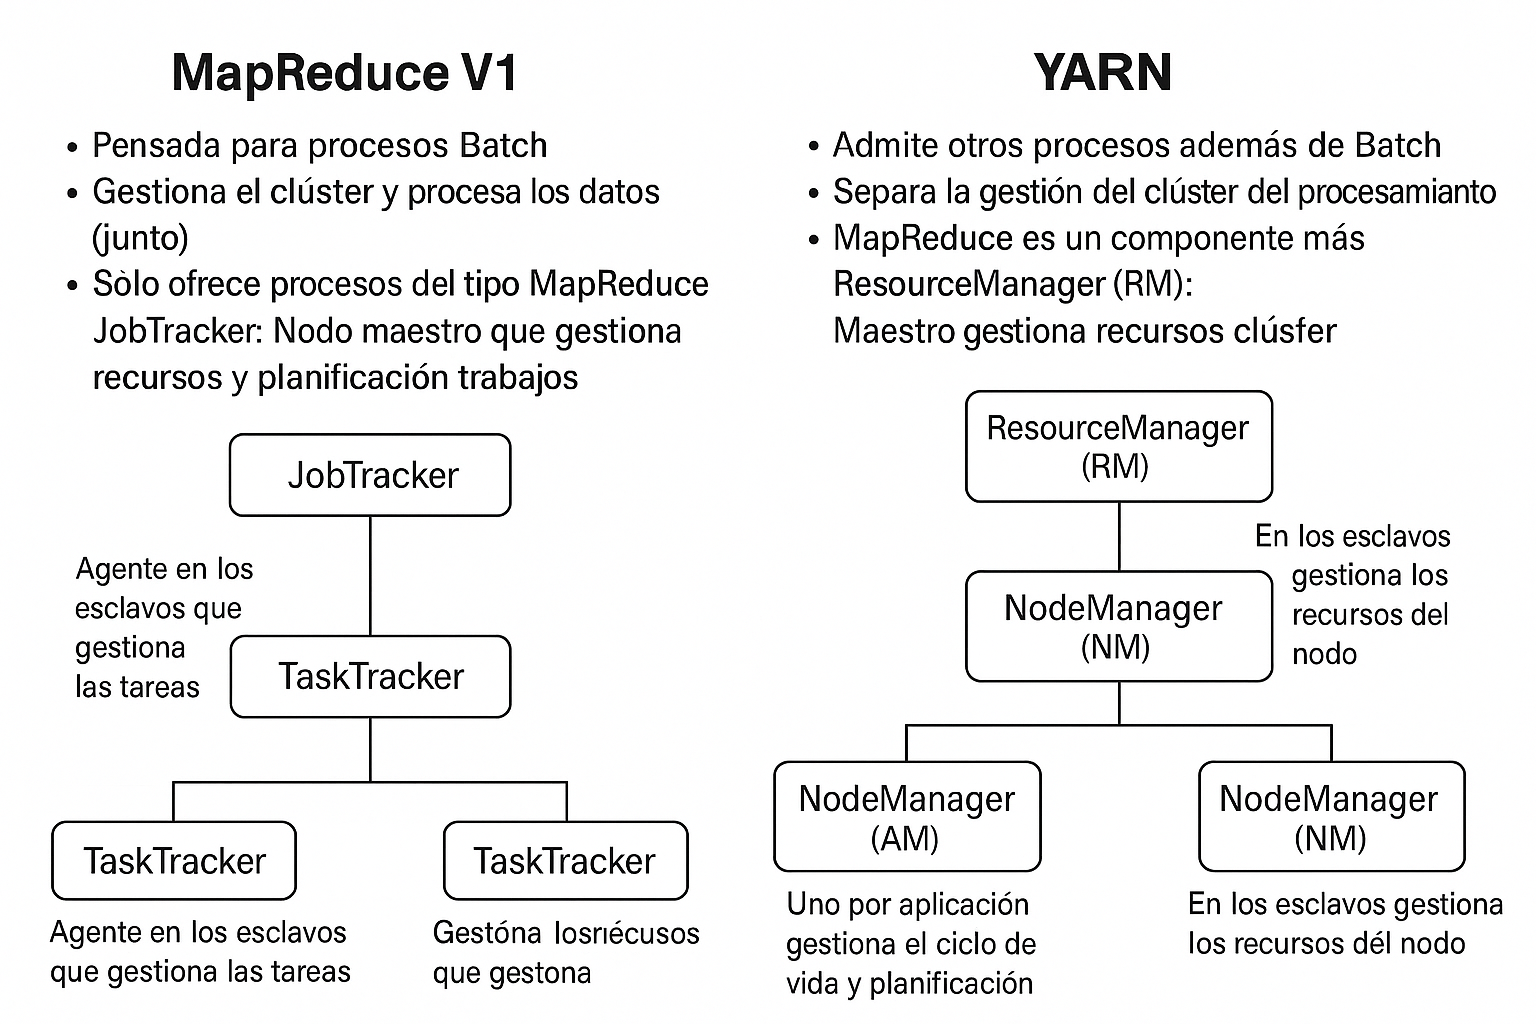 MapReduce V1
• Pensada para procesos Batch
• Gestiona el clúster y procesa los datos
(junto)
• Sòlo ofrece procesos del tipo MapReduce
JobTracker: Nodo maestro que gestiona
recursos y planificación trabajos
JobTracker
Agente en los
esclavos que
gestiona
las tareas
TaskTracker
TaskTracker
TaskTracker
Agente en los esclavos
que gestiona las tareas
Gestóna losrıécusos
que gestona
YARN
• Admite otros procesos además de Batch
• Separa la gestión del clúster del procesamianto
• MapReduce es un componente más
ResourceManager (RM):
Maestro gestiona recursos clúsfer
ResourceManager
(RM)
En los esclavos
gestiona los
recursos del
nodo
NodeManager
(NM)
NodeManager
(AM)
NodeManager
(NM)
Uno por aplicación
gestiona el ciclo de
vida y planificación
En los esclavos gestiona
los recursos dél nodo